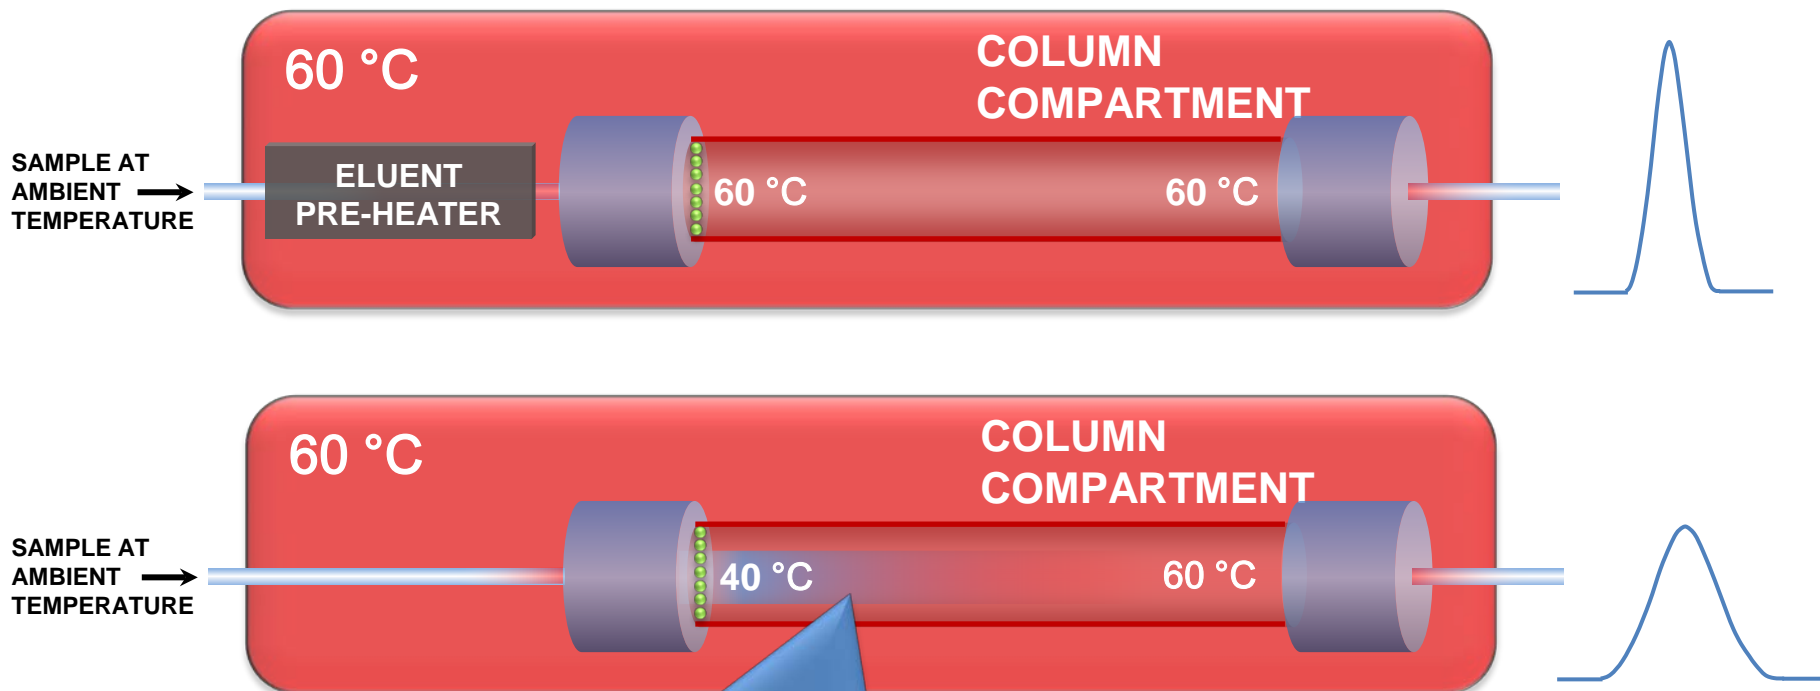 60 °C
COLUMN
COMPARTMENT
SAMPLE AT
AMBIENT
TEMPERATURE
ELUENT
PRE-HEATER
60 °C
60 °C
60 °C
COLUMN
COMPARTMENT
SAMPLE AT
AMBIENT
TEMPERATURE
40 °C
60 °C